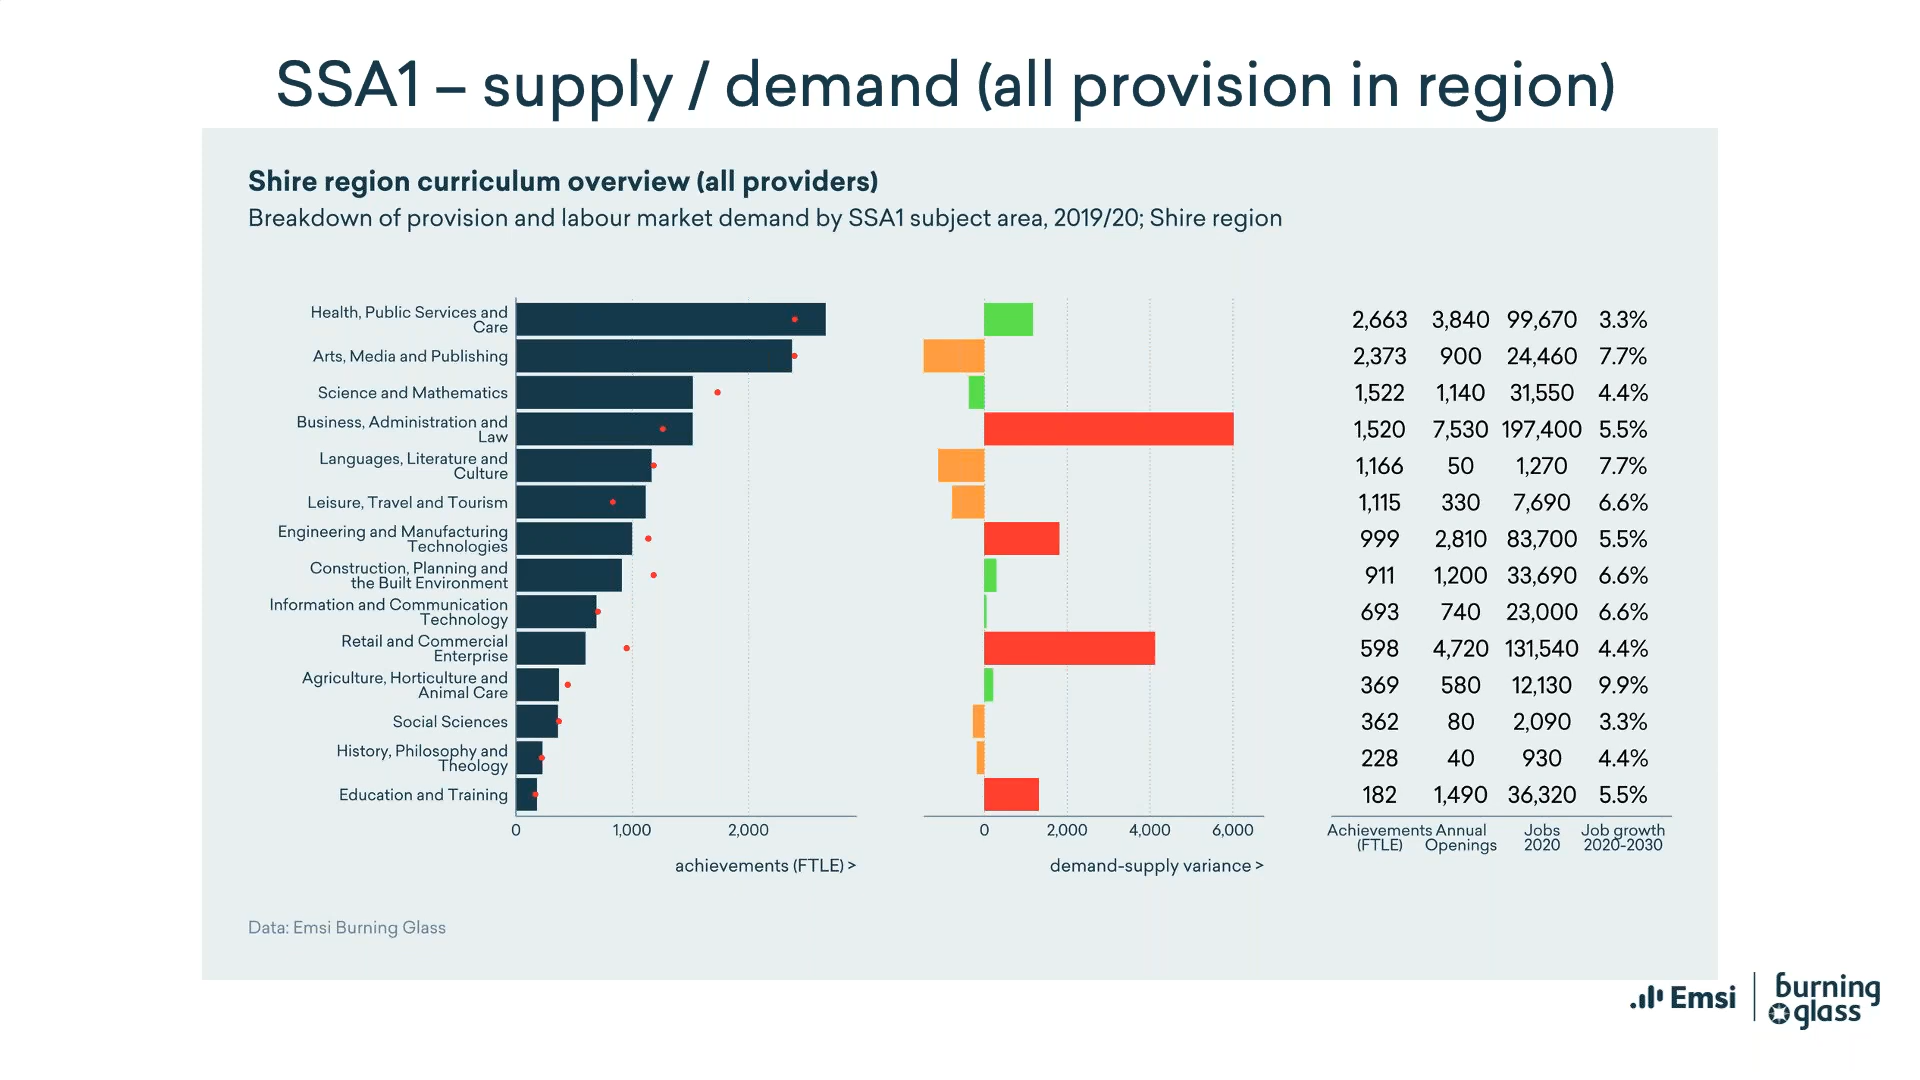 SSA1 – supply / demand (all provision in region)
Shire region curriculum overview (all providers)
Breakdown of provision and labour market demand by SSA1 subject area, 2019/20; Shire region
Health, Public Services and
Care
2,663 3,840 99,670 3.3%
Arts, Media and Publishing
2,373 900 24,460 7.7%
Science and Mathematics
1,522 1,140 31,550 4.4%
Business, Administration and
Law
1,520 7,530 197,400 5.5%
Languages, Literature and
Culture
1,166 50 1,270 7.7%
Leisure, Travel and Tourism
1,115 330 7,690 6.6%
Engineering and Manufacturing
Technologies
999 2,810 83,700 5.5%
Construction, Planning and
the Built Environment
911 1,200 33,690 6.6%
Information and Communication
Technology
693 740 23,000 6.6%
Retail and Commercial
Enterprise
598 4,720 131,540 4.4%
Agriculture, Horticulture and
Animal Care
369 580 12,130 9.9%
Social Sciences
362 80 2,090 3.3%
History, Philosophy and
Theology
228 40 930 4.4%
Education and Training
182 1,490 36,320 5.5%
0 1,000 2,000
achievements (FTLE) >
0 2,000 4,000 6,000
demand-supply variance >
Achievements Annual Jobs Job growth
(FTLE) Openings 2020 2020-2030
Data: Emsi Burning Glass
Emsi
burning
glass